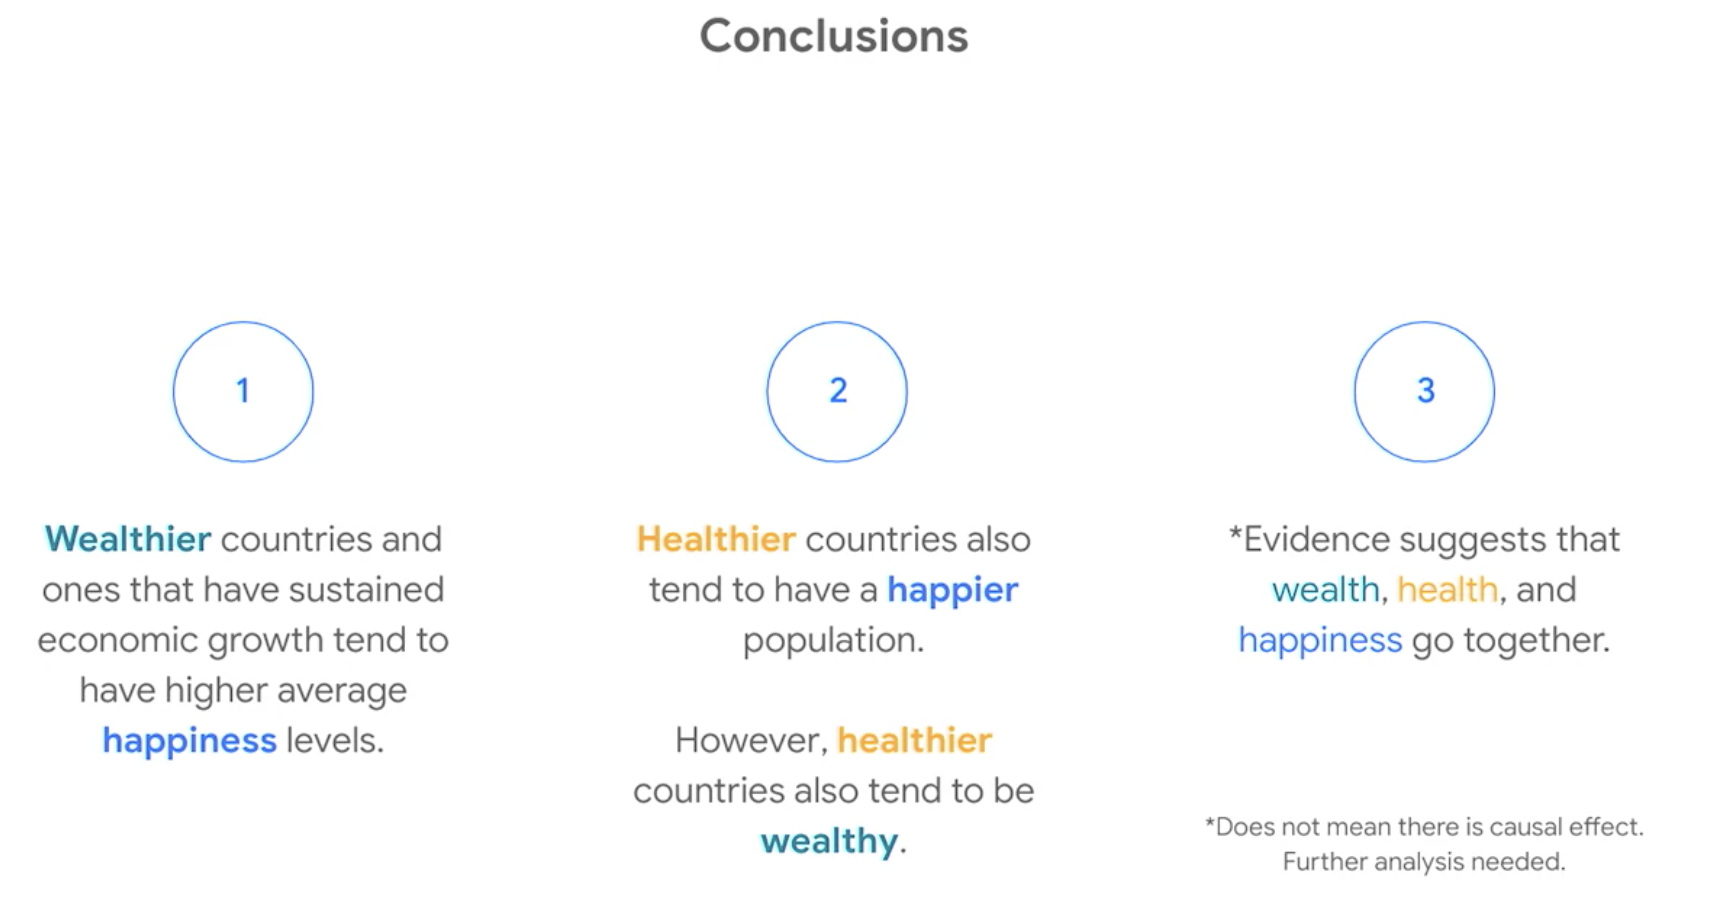 Conclusions
1
Wealthier countries and
ones that have sustained
economic growth tend to
have higher average
happiness levels.
2
Healthier countries also
tend to have a happier
population.
However, healthier
countries also tend to be
wealthy.
3
*Evidence suggests that
wealth, health, and
happiness go together.
*Does not mean there is causal effect.
Further analysis needed.